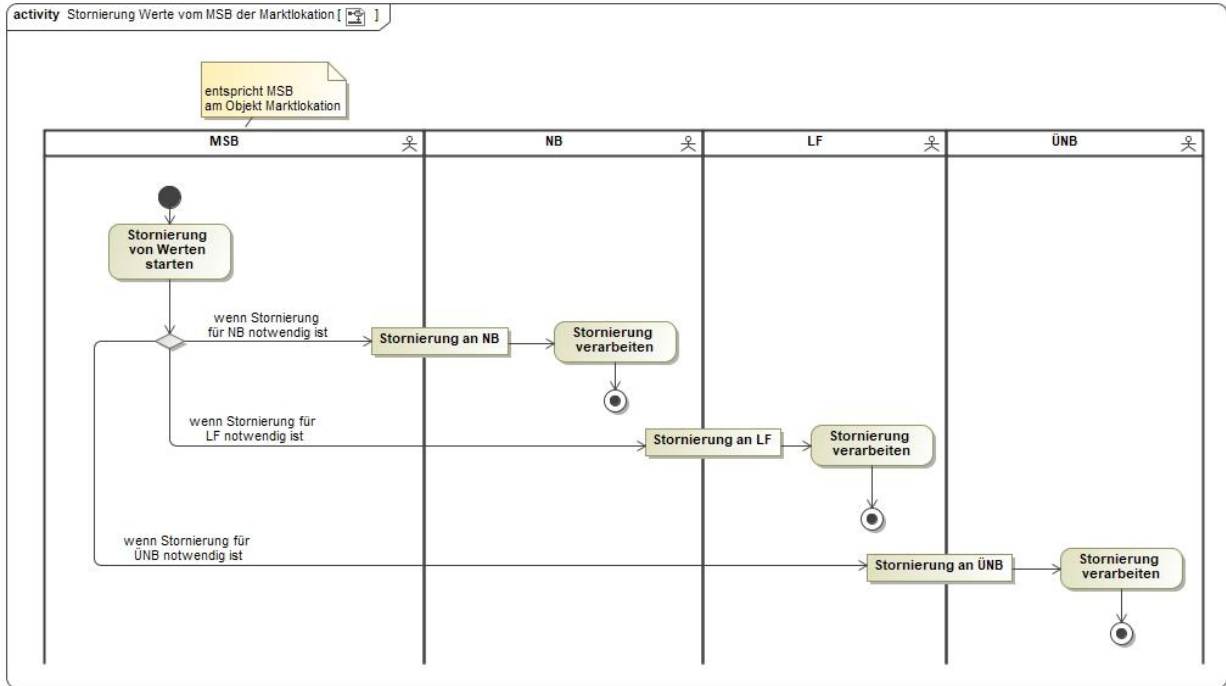 activity Stornierung Werte vom MSB der Marktlokation [ ]
entspricht MSB
am Objekt Marktlokation
MSB
NB
LF
ÜNB
Stornierung
von Werten
starten
wenn Stornierung
für NB notwendig ist
Stornierung an NB
Stornierung
verarbeiten
wenn Stornierung für
LF notwendig ist
Stornierung an LF
Stornierung
verarbeiten
wenn Stornierung für
ÜNB notwendig ist
Stornierung an ÜNB
Stornierung
verarbeiten